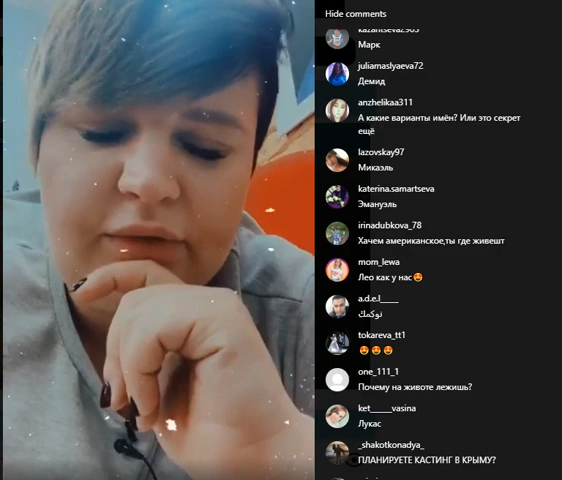 Hide comments
kazantseva2905
Марк
juliamaslyaeva72
Демид
anzhelikaa311
А какие варианты имён? Или это секрет
ещё
lazovskay97
Микаэль
katerina.samartseva
Эмануэль
irinadubkova_78
Хачем американское,ты где живешт
mom_lewa
Лео как у нас😍
a.d.e.l____
نوكمك
tokareva_tt1
😍😍😍
one_111_1
Почему на животе лежишь?
ket_____vasina
Лукас
_shakotkonadya_
ПЛАНИРУЕТЕ КАСТИНГ В КРЫМУ?